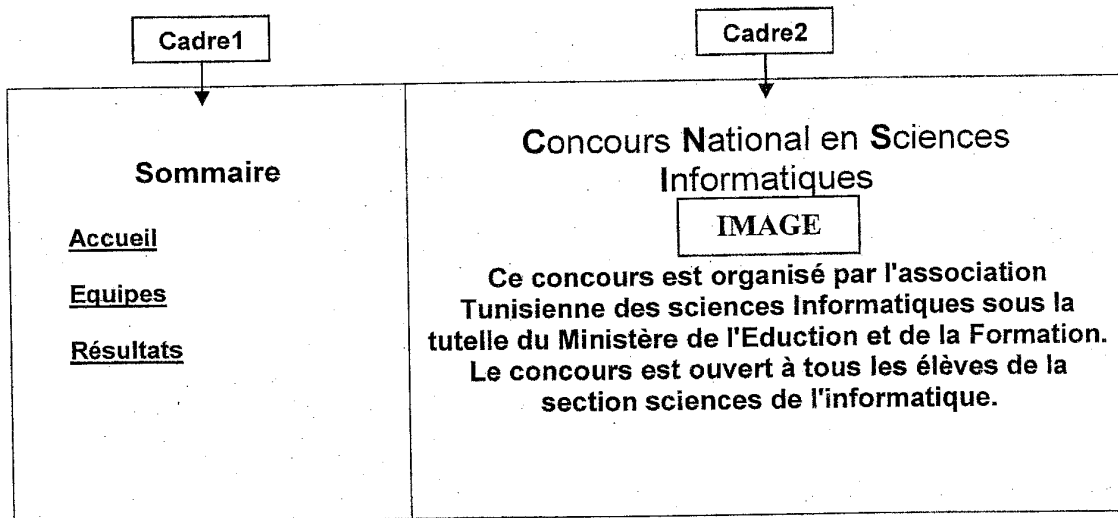 Cadre1
Cadre2
Sommaire
Accueil
Equipes
Résultats
Concours National en Sciences
Informatiques
IMAGE
Ce concours est organisé par l'association
Tunisienne des sciences Informatiques sous la
tutelle du Ministère de l'Eduction et de la Formation.
Le concours est ouvert à tous les élèves de la
section sciences de l'informatique.